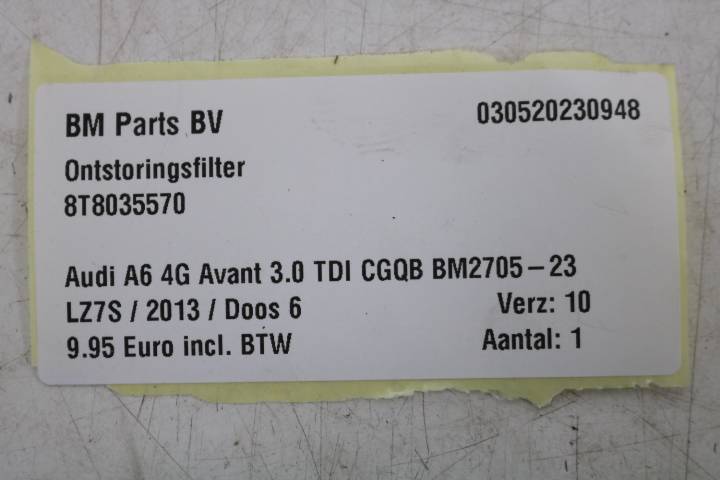 BM Parts BV 030520230948
Ontstoringsfilter
8T8035570
Audi A6 4G Avant 3.0 TDI CGQB BM2705-23
LZ7S / 2013 / Doos 6 Verz: 10
9.95 Euro incl. BTW Aantal: 1